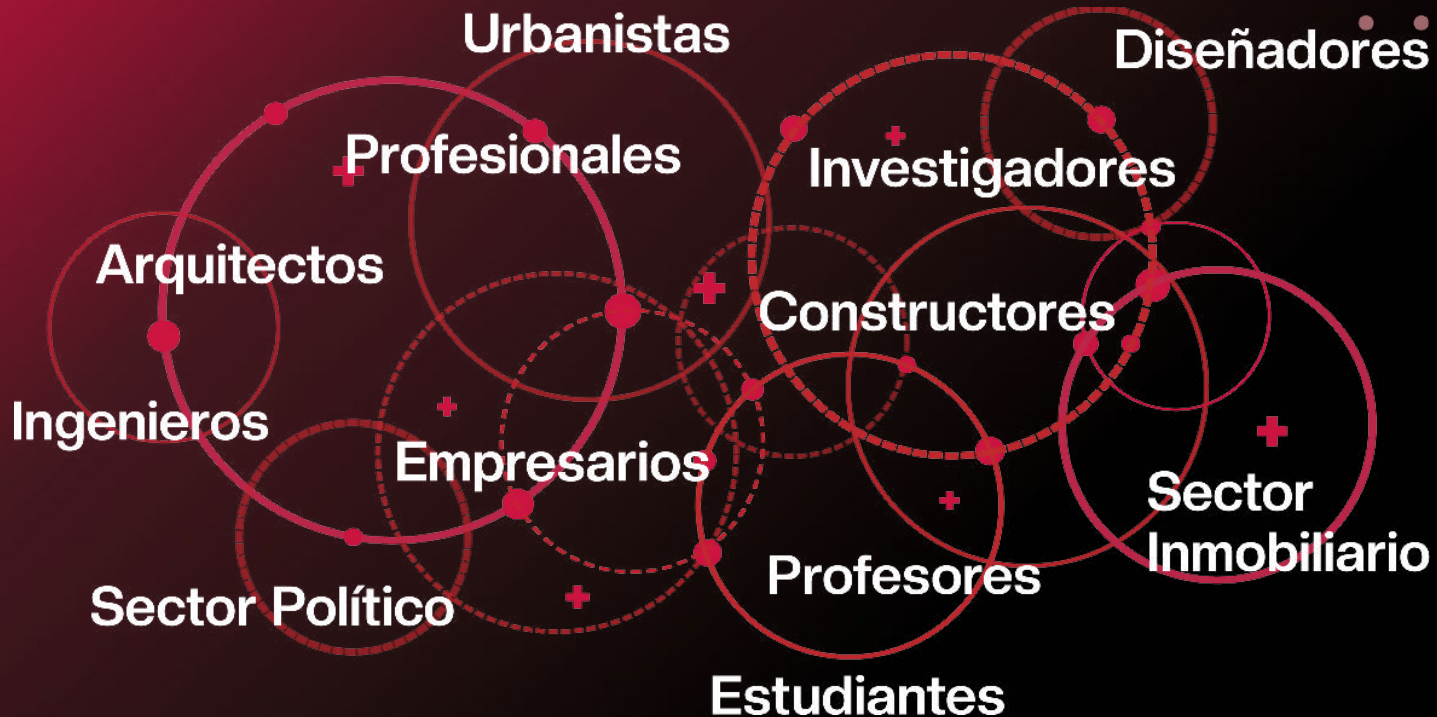 Urbanistas
Diseñadores
Profesionales
Investigadores
Arquitectos
Constructores
Ingenieros
Empresarios
Sector
Inmobiliario
Profesores
Sector Político
Estudiantes